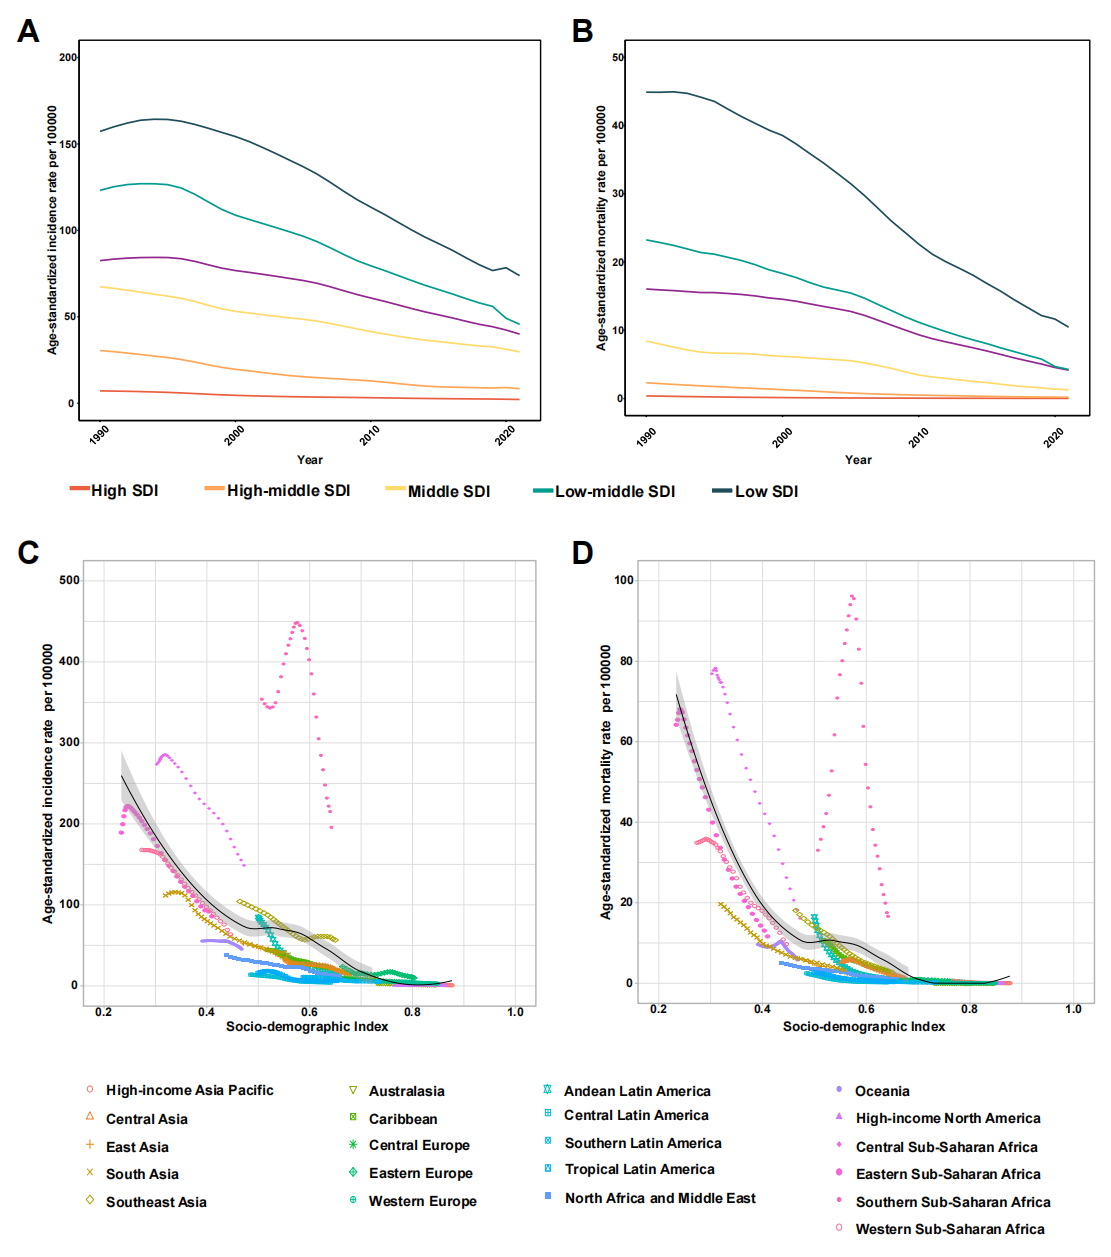 A
B
Age-standardized incidence rate per 100000
200
150
100
50
0
1990
2000
2010
2020
Year
Age-standardized mortality rate per 100000
50
40
30
20
10
0
1990
2000
2010
2020
Year
High SDI
High-middle SDI
Middle SDI
Low-middle SDI
Low SDI
C
D
Age-standardized incidence rate per 100000
500
400
300
200
100
0
0.2
0.4
0.6
0.8
1.0
Socio-demographic Index
Age-standardized mortality rate per 100000
100
80
60
40
20
0
0.2
0.4
0.6
0.8
1.0
Socio-demographic Index
High-income Asia Pacific
Central Asia
East Asia
South Asia
Southeast Asia
Australasia
Caribbean
Central Europe
Eastern Europe
Western Europe
Andean Latin America
Central Latin America
Southern Latin America
Tropical Latin America
North Africa and Middle East
Oceania
High-income North America
Central Sub-Saharan Africa
Eastern Sub-Saharan Africa
Southern Sub-Saharan Africa
Western Sub-Saharan Africa